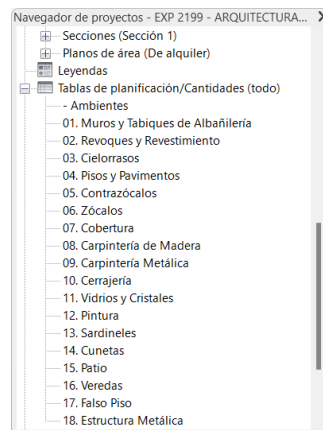 Navegador de proyectos - EXP 2199 - ARQUITECTURA...
Secciones (Sección 1)
Planos de área (De alquiler)
Leyendas
Tablas de planificación/Cantidades (todo)
- Ambientes
01. Muros y Tabiques de Albañilería
02. Revoques y Revestimiento
03. Cielorrasos
04. Pisos y Pavimentos
05. Contrazócalos
06. Zócalos
07. Cobertura
08. Carpintería de Madera
09. Carpintería Metálica
10. Cerrajería
11. Vidrios y Cristales
12. Pintura
13. Sardineles
14. Cunetas
15. Patio
16. Veredas
17. Falso Piso
18. Estructura Metálica